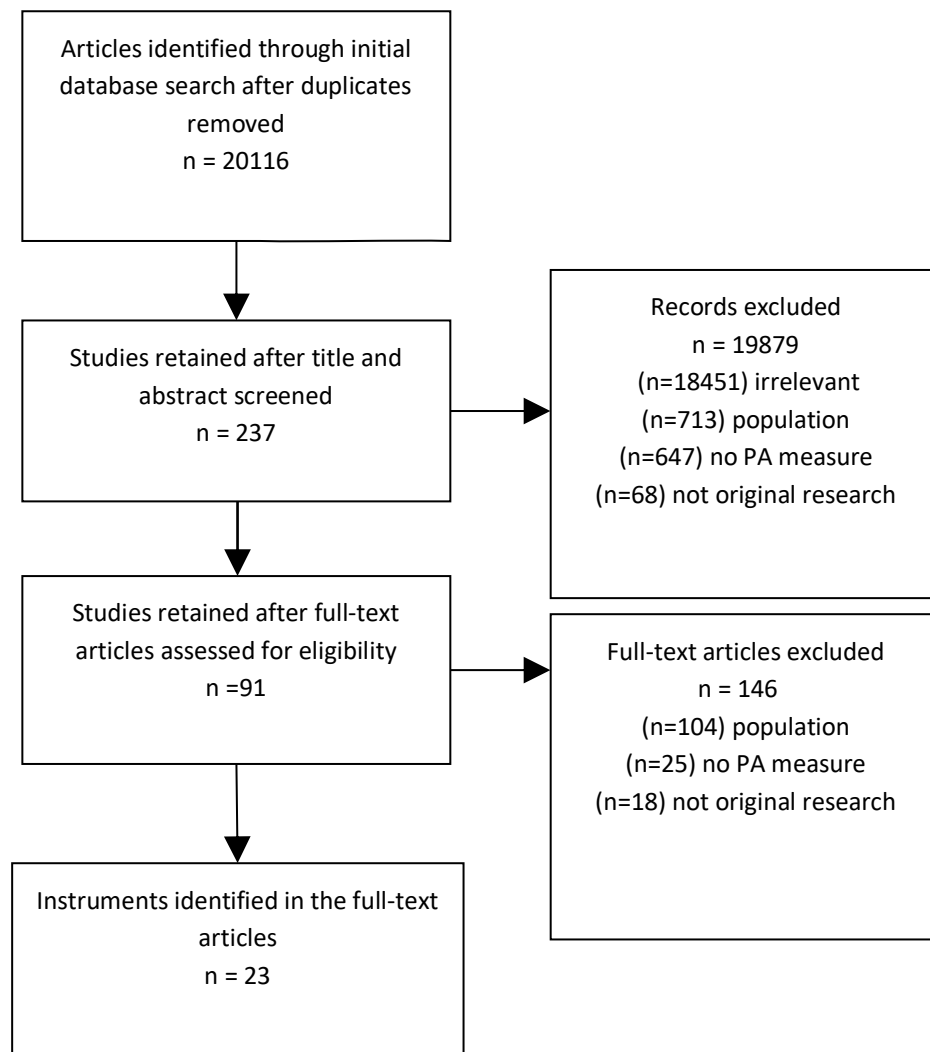 Articles identified through initial
database search after duplicates
removed
n = 20116
Studies retained after title and
abstract screened
n = 237
Records excluded
n = 19879
(n=18451) irrelevant
(n=713) population
(n=647) no PA measure
(n=68) not original research
Studies retained after full-text
articles assessed for eligibility
n =91
Full-text articles excluded
n = 146
(n=104) population
(n=25) no PA measure
(n=18) not original research
Instruments identified in the full-text
articles
n = 23